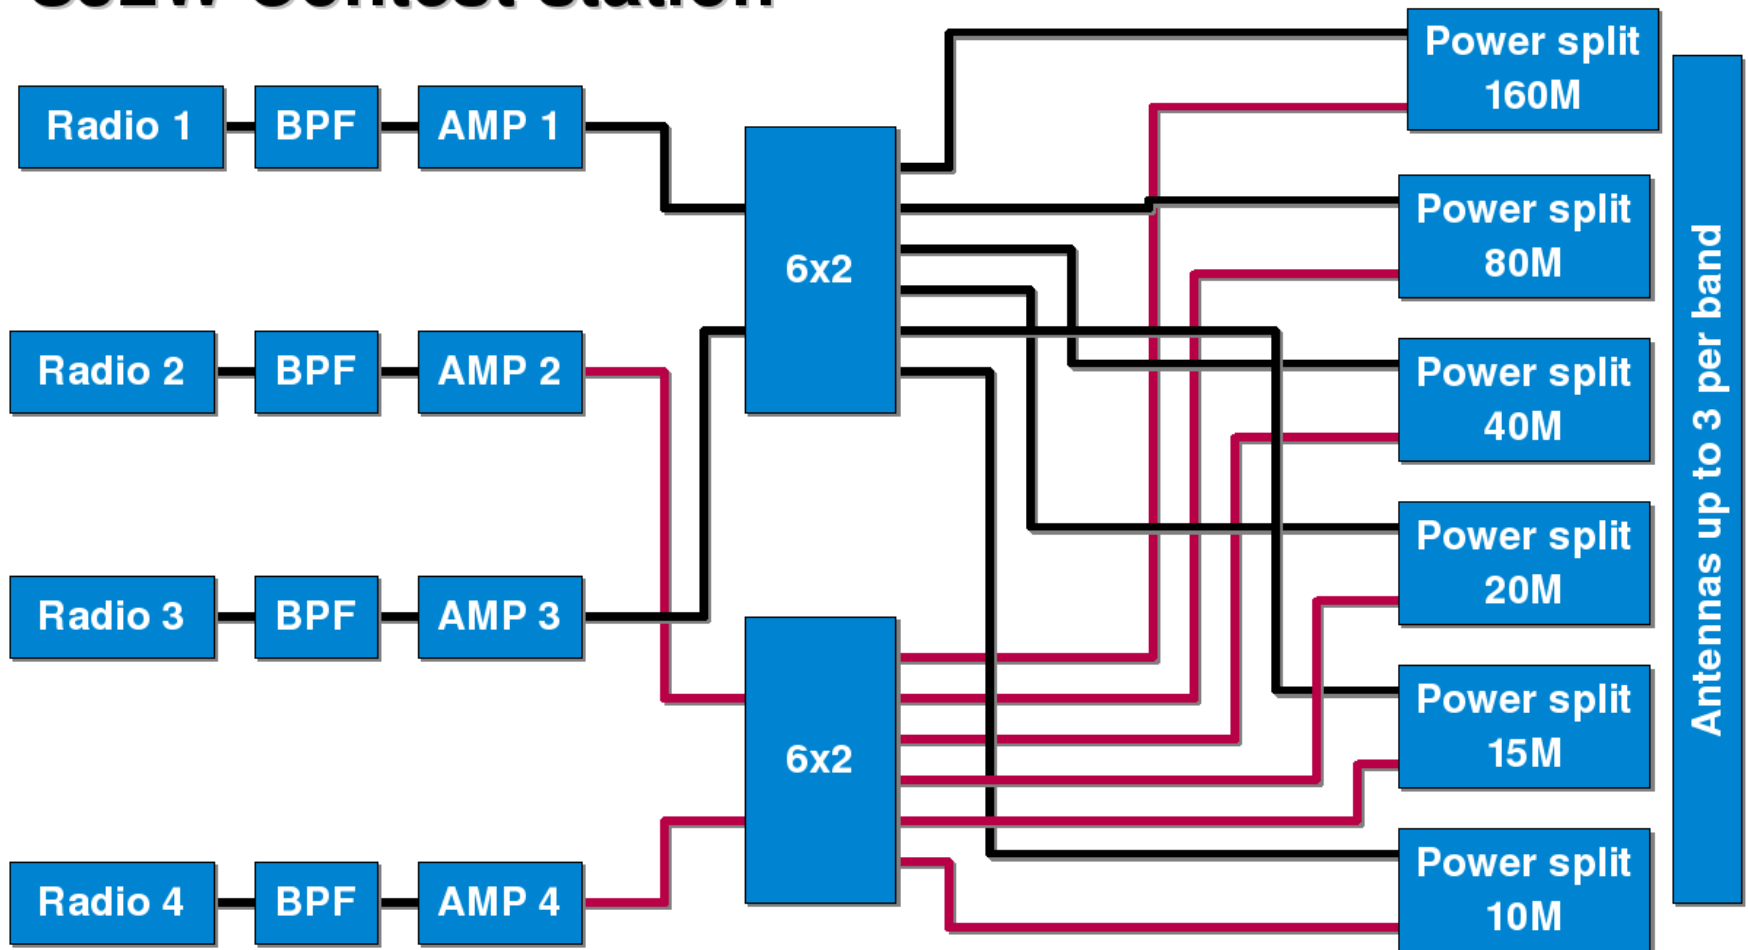 Contest station
Radio 1
BPF
AMP 1
Radio 2
BPF
AMP 2
Radio 3
BPF
AMP 3
Radio 4
BPF
AMP 4
6x2
6x2
Power split
160M
Power split
80M
Power split
40M
Power split
20M
Power split
15M
Power split
10M
Antennas up to 3 per band